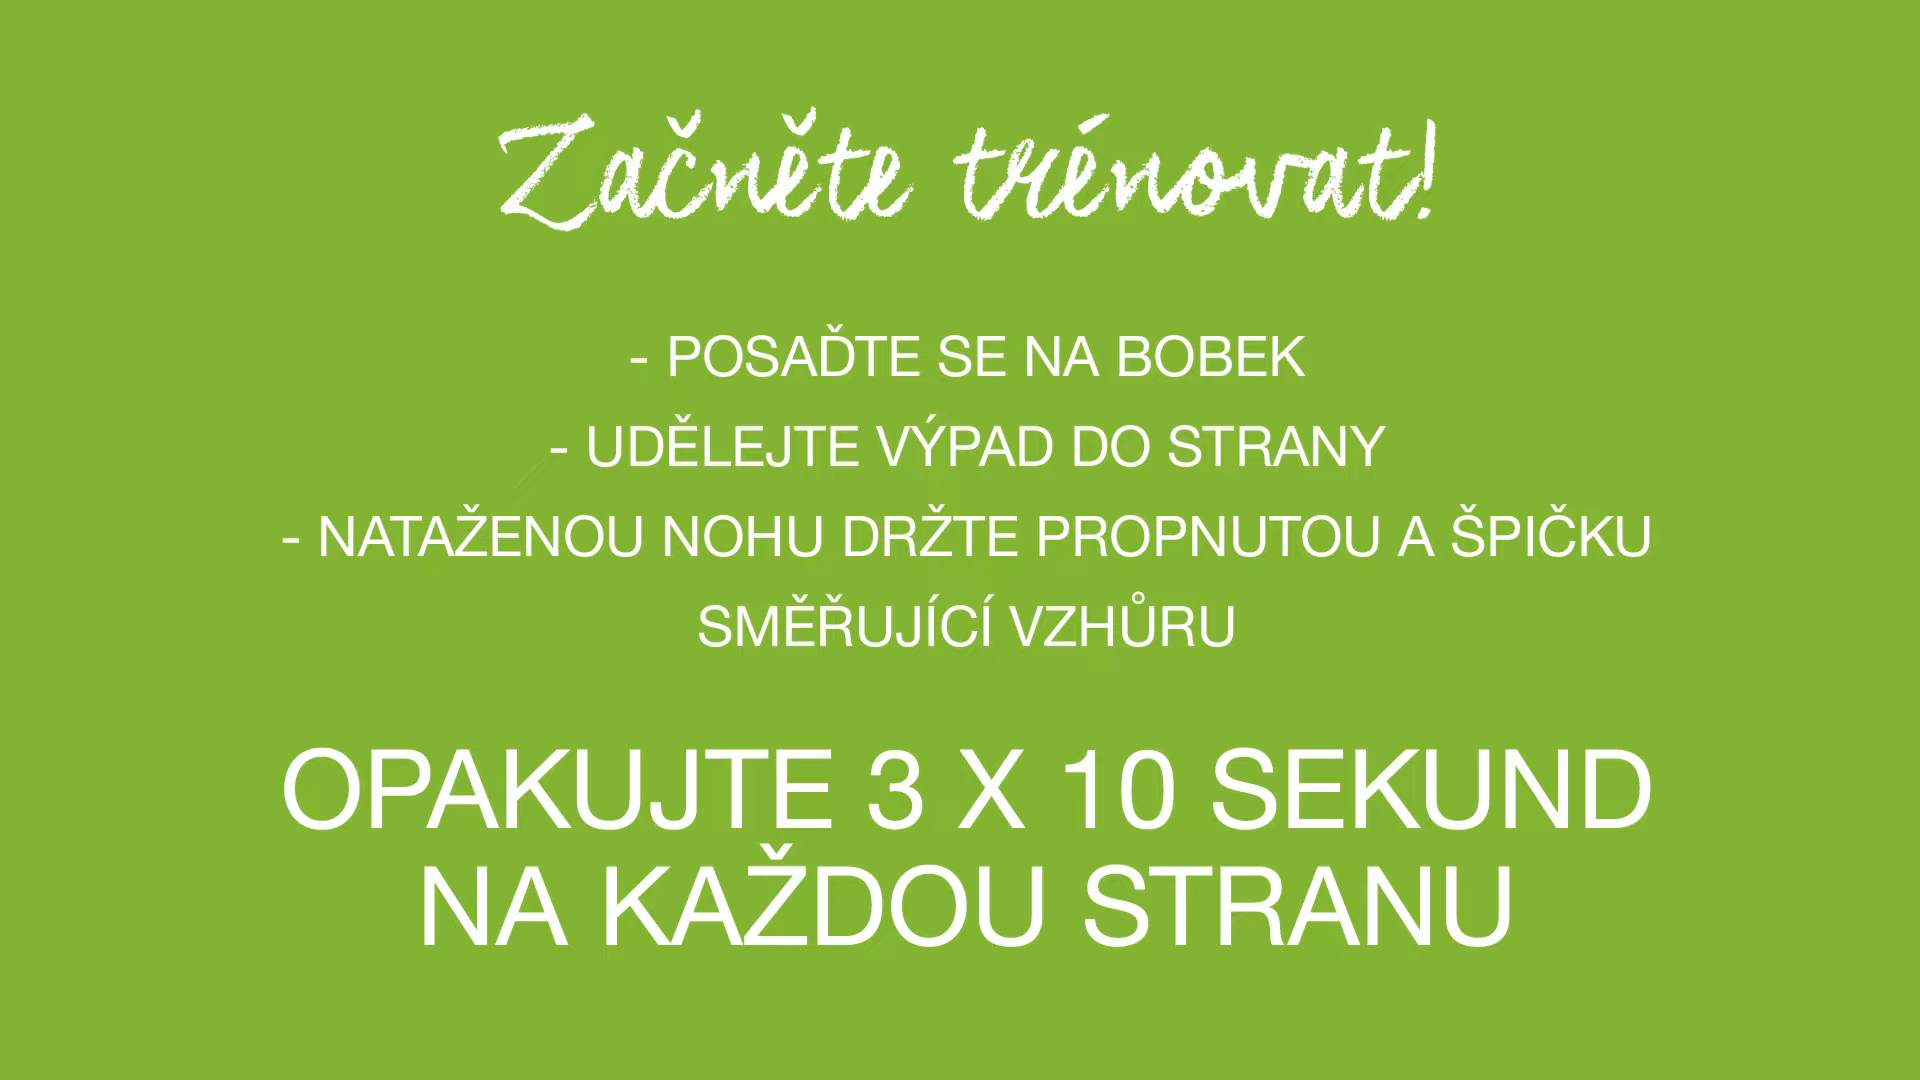 Začněte trénovat!
- POSAĎTE SE NA BOBEK
- UDĚLEJTE VÝPAD DO STRANY
- NATAŽENOU NOHU DRŽTE PROPNUTOU A ŠPIČKU
SMĚŘUJÍCÍ VZHŮRU
OPAKUJTE 3 X 10 SEKUND
NA KAŽDOU STRANU